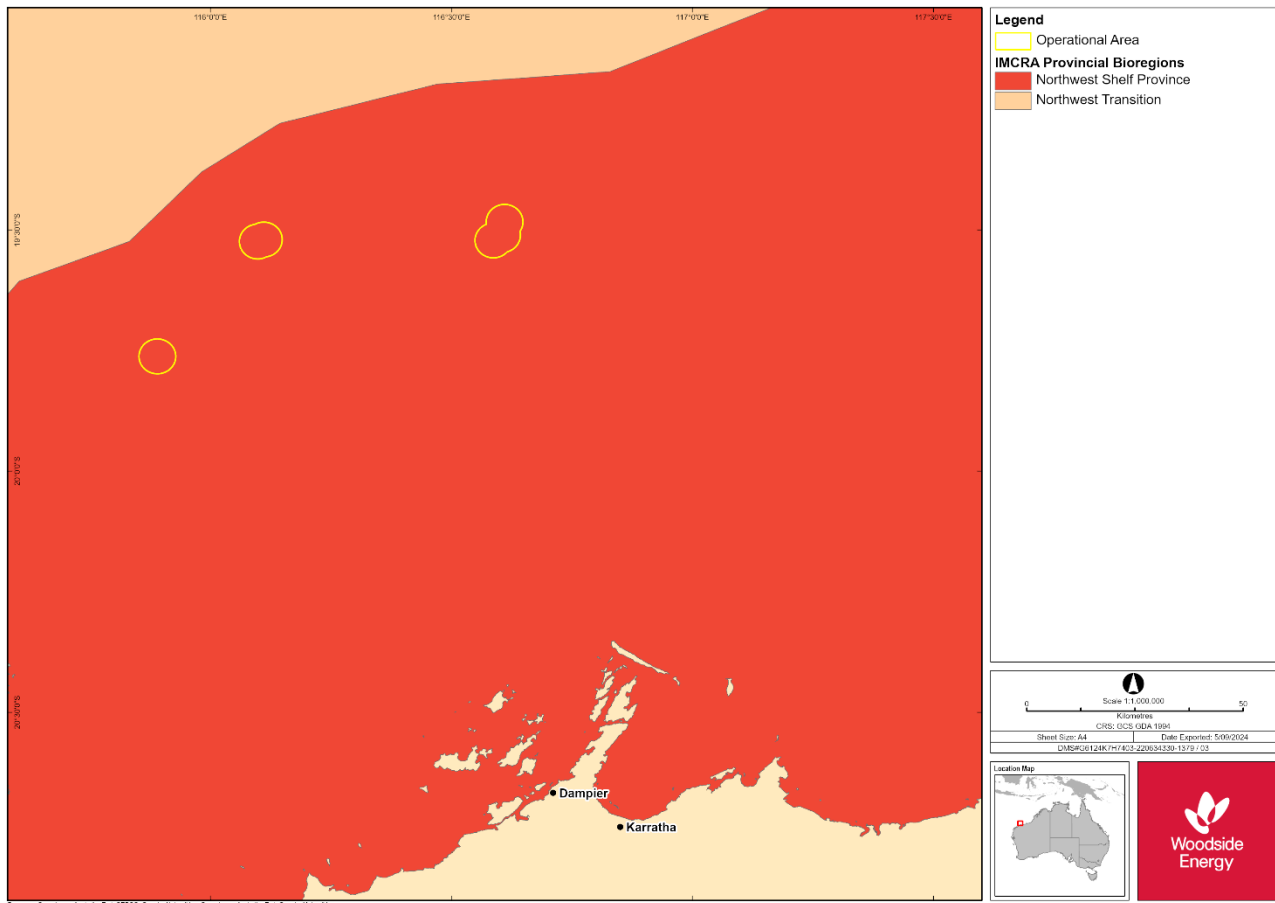 116°0'0"E
116°30'0"E
117°0'0"E
117°30'0"E
19°30'0"S
20°0'0"S
20°30'0"S
Dampier
Karratha
Legend
Operational Area
IMCRA Provincial Bioregions
Northwest Shelf Province
Northwest Transition
Scale 1:1,000,000
0 50
Kilometres
CRS: GCS GDA 1994
Sheet Size: A4 Date Exported: 5/09/2024
Location Map
Woodside
Energy